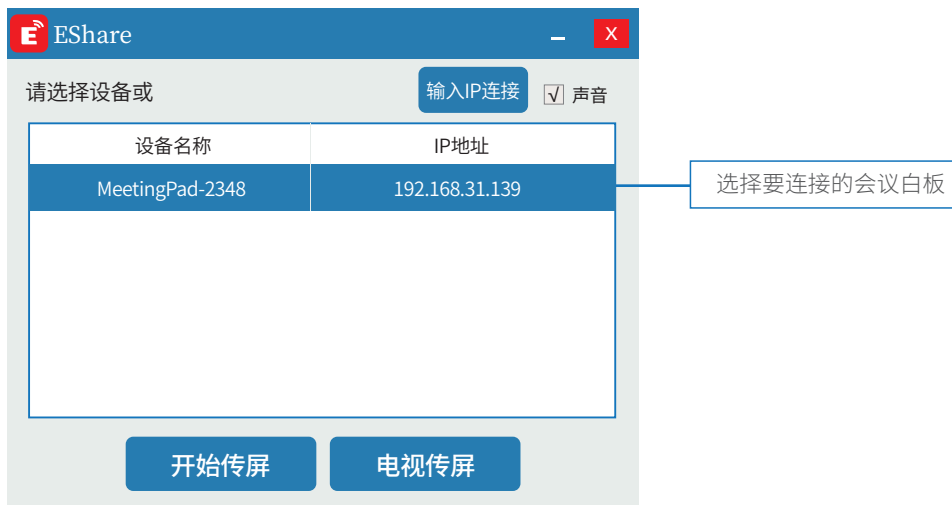 E EShare
X
请选择设备或 输入IP连接 √ 声音
设备名称 IP地址
MeetingPad-2348 192.168.31.139
选择要连接的会议白板
开始传屏 电视传屏